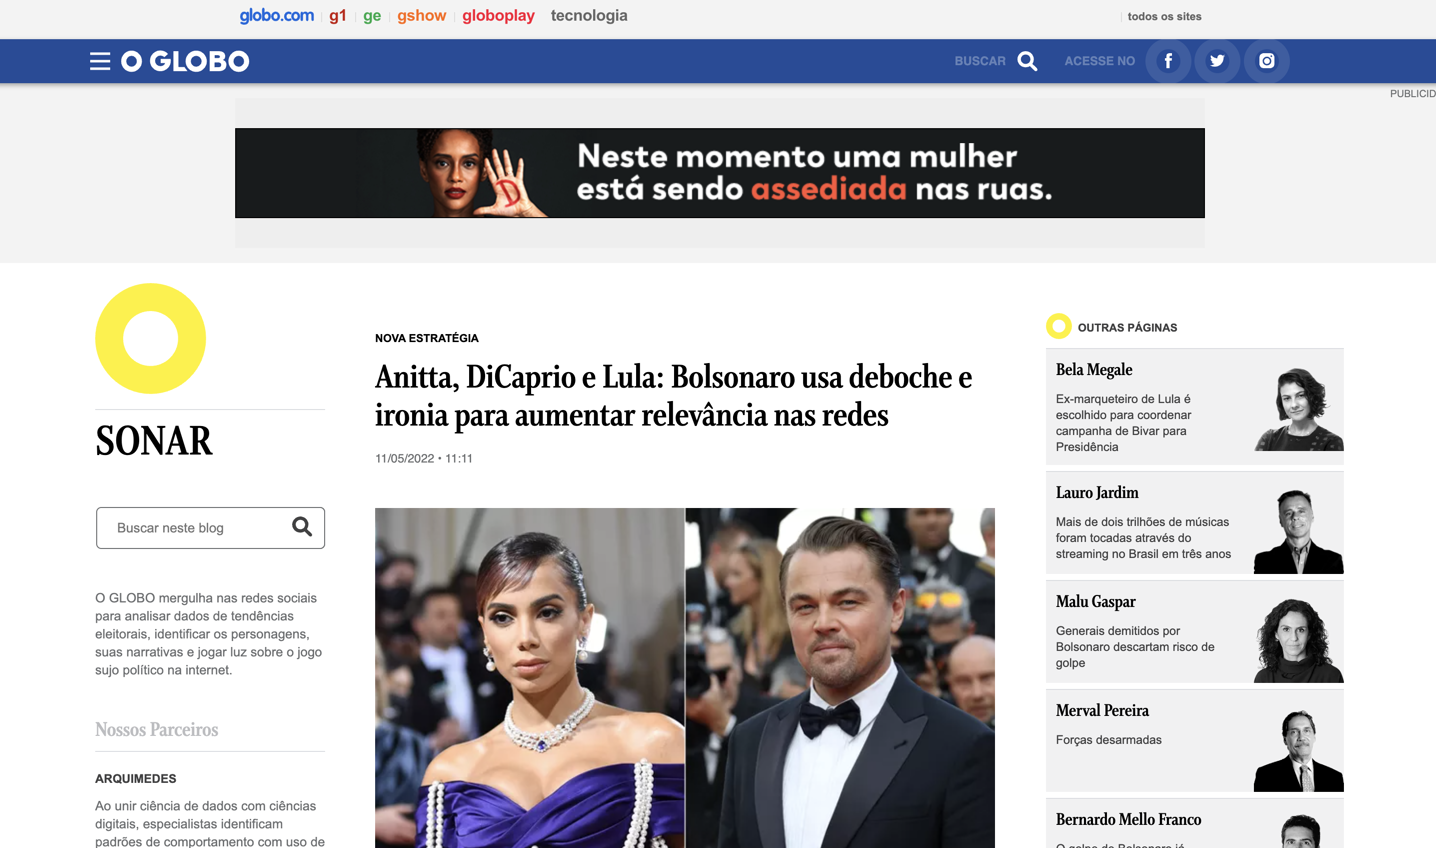 globo.com g1 ge gshow globoplay tecnologia
todos os sites
O GLOBO
BUSCAR
ACESSE NO
PUBLICID
Neste momento uma mulher
está sendo assediada nas ruas.
D
SONAR
Buscar neste blog
O GLOBO mergulha nas redes sociais
para analisar dados de tendências
eleitorais, identificar os personagens,
suas narrativas e jogar luz sobre o jogo
sujo político na internet.
Nossos Parceiros
ARQUIMEDES
Ao unir ciência de dados com ciências
digitais, especialistas identificam
padrões de comportamento com uso de
NOVA ESTRATÉGIA
Anitta, DiCaprio e Lula: Bolsonaro usa deboche e
ironia para aumentar relevância nas redes
11/05/2022 • 11:11
OUTRAS PÁGINAS
Bela Megale
Ex-marqueteiro de Lula é
escolhido para coordenar
campanha de Bivar para
Presidência
Lauro Jardim
Mais de dois trilhões de músicas
foram tocadas através do
streaming no Brasil em três anos
Malu Gaspar
Generais demitidos por
Bolsonaro descartam risco de
golpe
Merval Pereira
Forças desarmadas
Bernardo Mello Franco
O golpe de Bolsonaro já